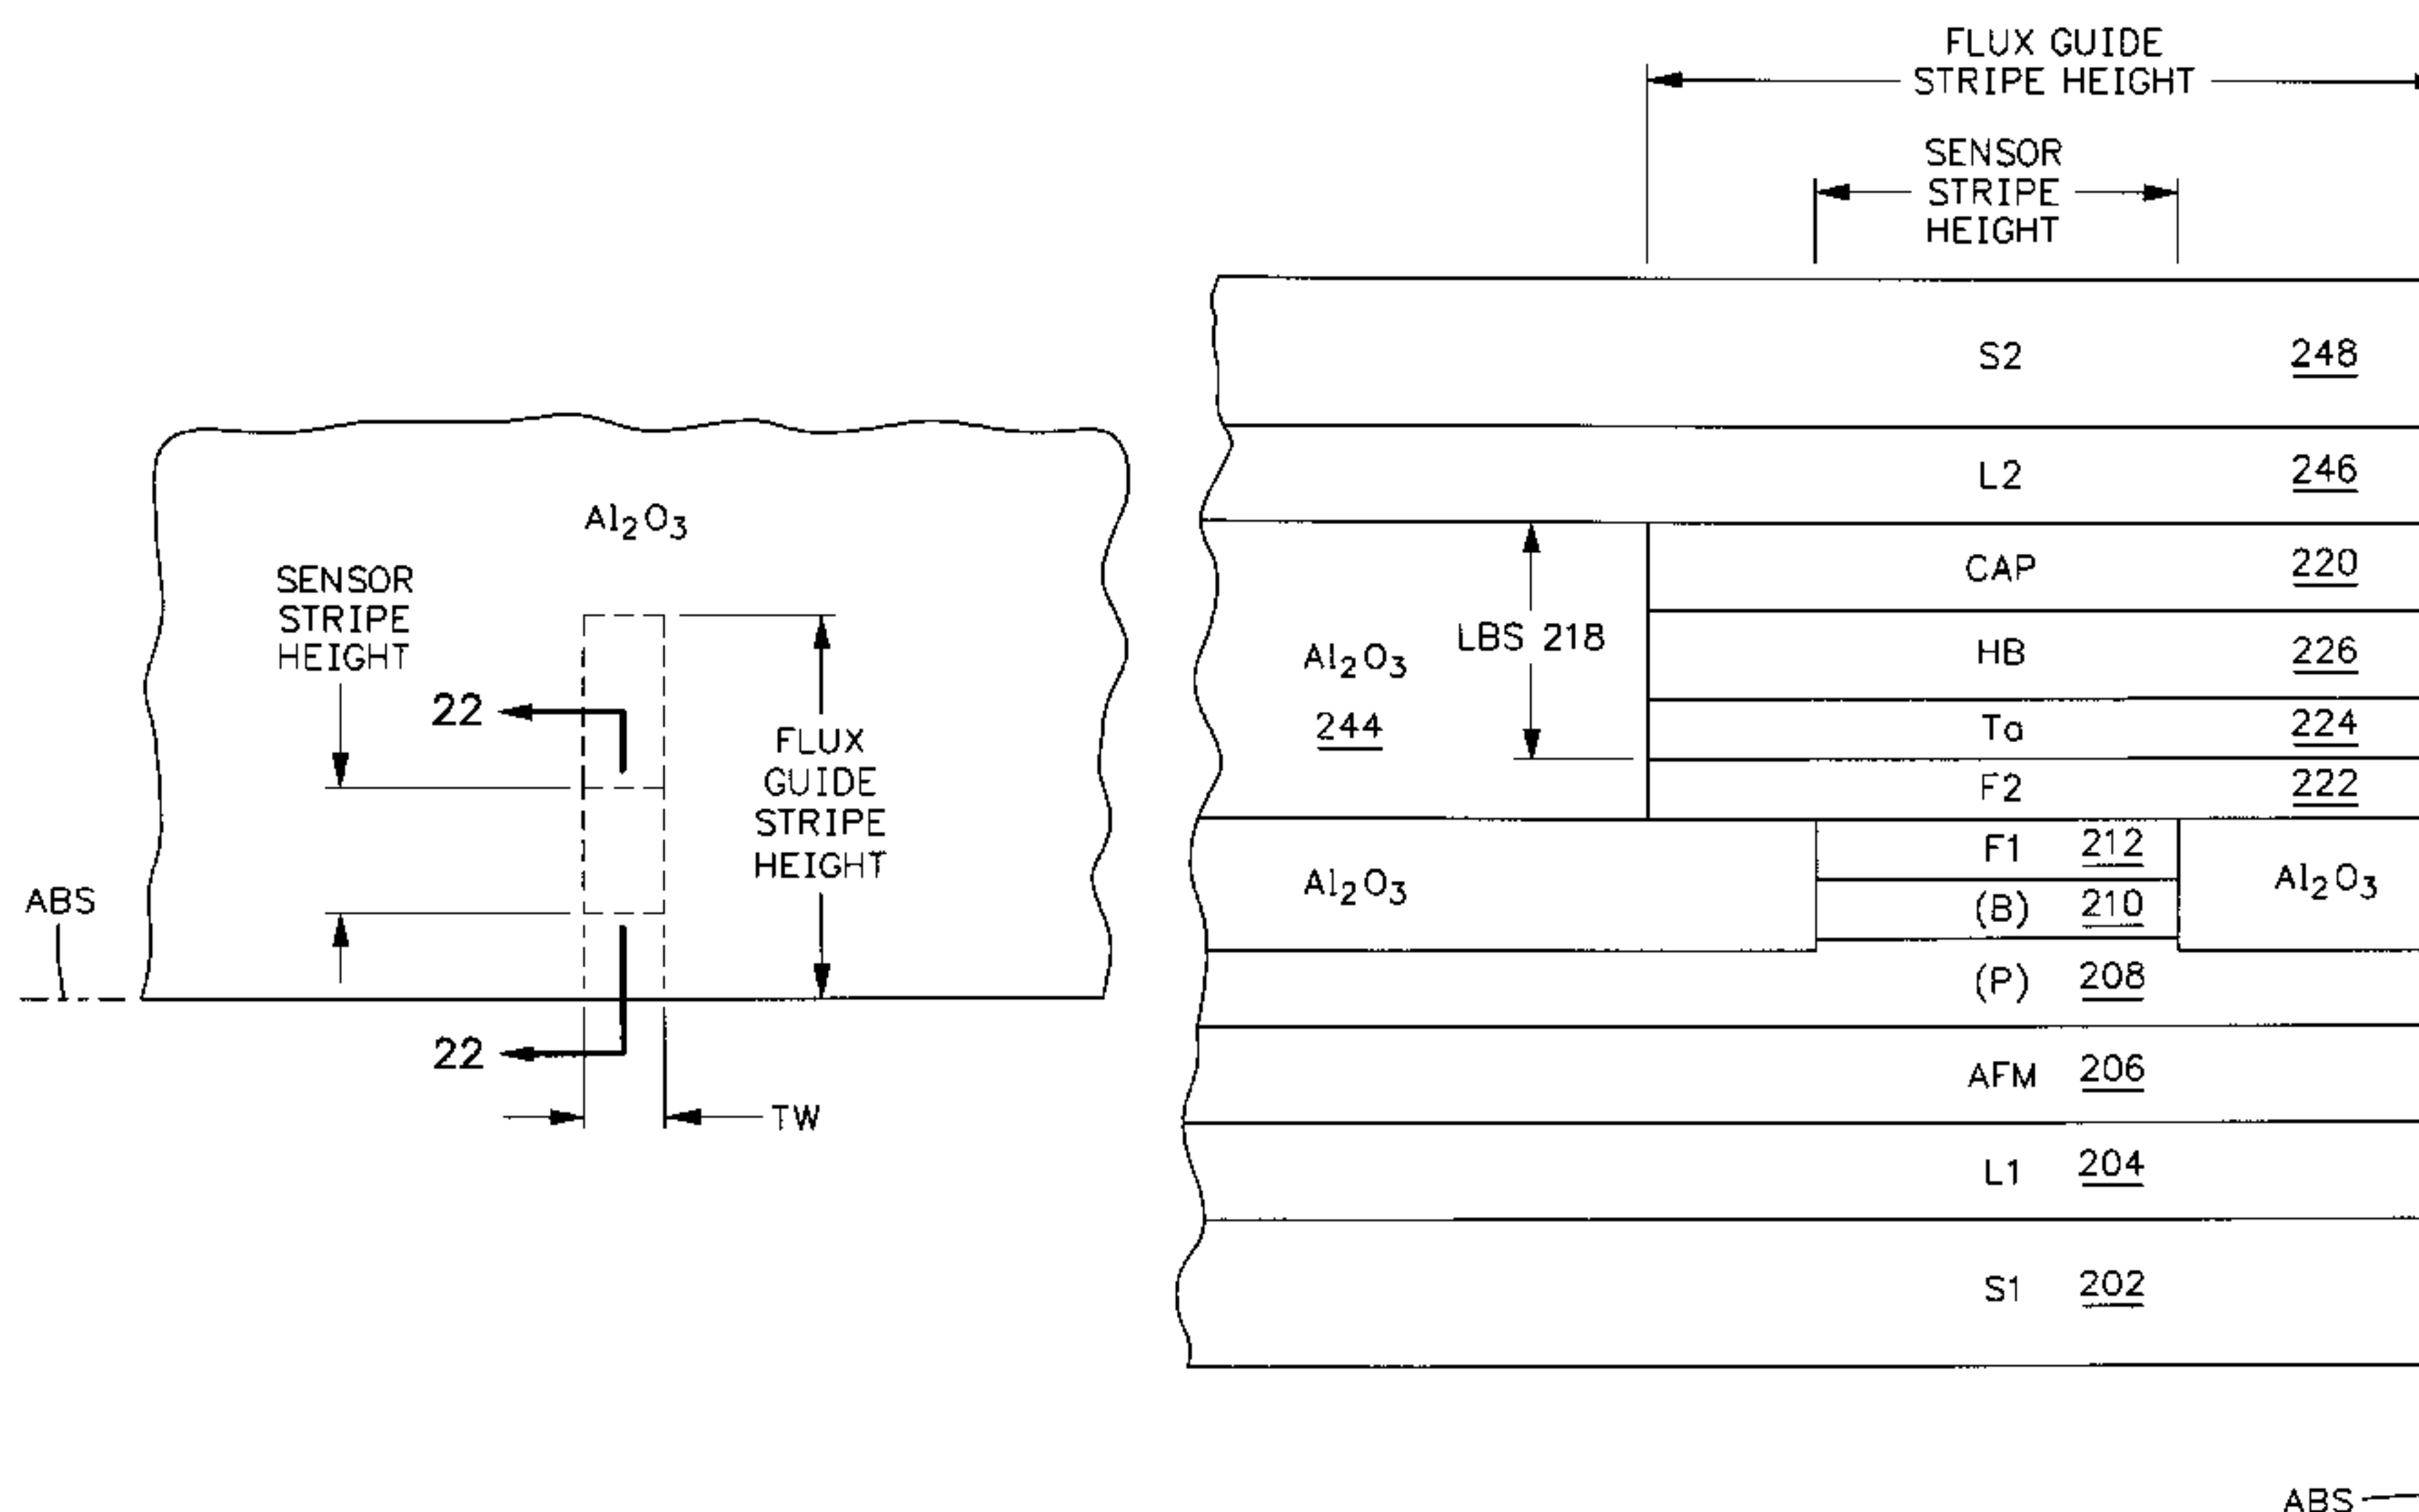 Al2O3
SENSOR
STRIPE
HEIGHT
22
FLUX
GUIDE
STRIPE
HEIGHT
ABS
22
TW
FLUX GUIDE
STRIPE HEIGHT
SENSOR
STRIPE
HEIGHT
S2 248
L2 246
CAP 220
LBS 218
HB 226
Al2O3
244
Ta 224
F2 222
F1 212
Al2O3
(B) 210
Al2O3
(P) 208
AFM 206
L1 204
S1 202
ABS